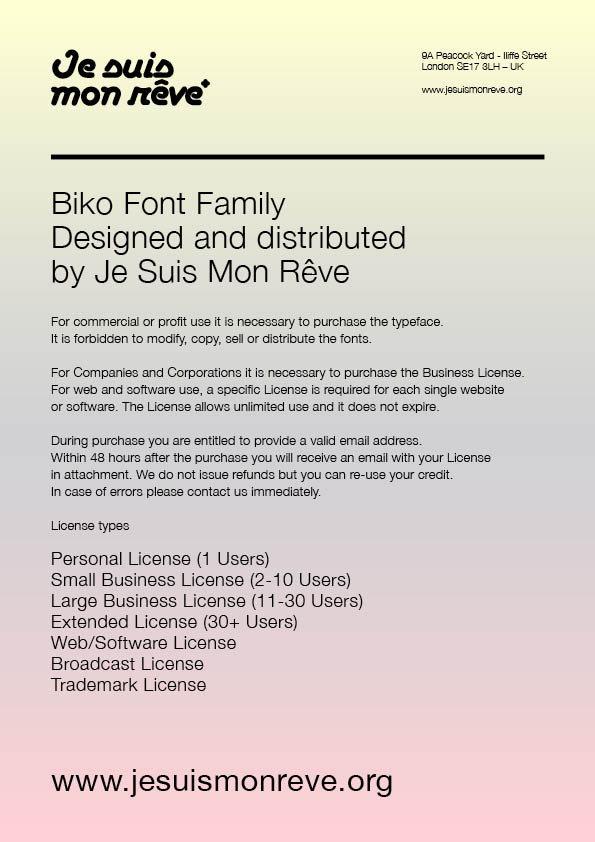 Je suis
mon rêve+
9A Peacock Yard - Iliffe Street
London SE17 3LH – UK
www.jesuismonreve.org
Biko Font Family
Designed and distributed
by Je Suis Mon Rêve
For commercial or profit use it is necessary to purchase the typeface.
It is forbidden to modify, copy, sell or distribute the fonts.
For Companies and Corporations it is necessary to purchase the Business License.
For web and software use, a specific License is required for each single website
or software. The License allows unlimited use and it does not expire.
During purchase you are entitled to provide a valid email address.
Within 48 hours after the purchase you will receive an email with your License
in attachment. We do not issue refunds but you can re-use your credit.
In case of errors please contact us immediately.
License types
Personal License (1 Users)
Small Business License (2-10 Users)
Large Business License (11-30 Users)
Extended License (30+ Users)
Web/Software License
Broadcast License
Trademark License
www.jesuismonreve.org